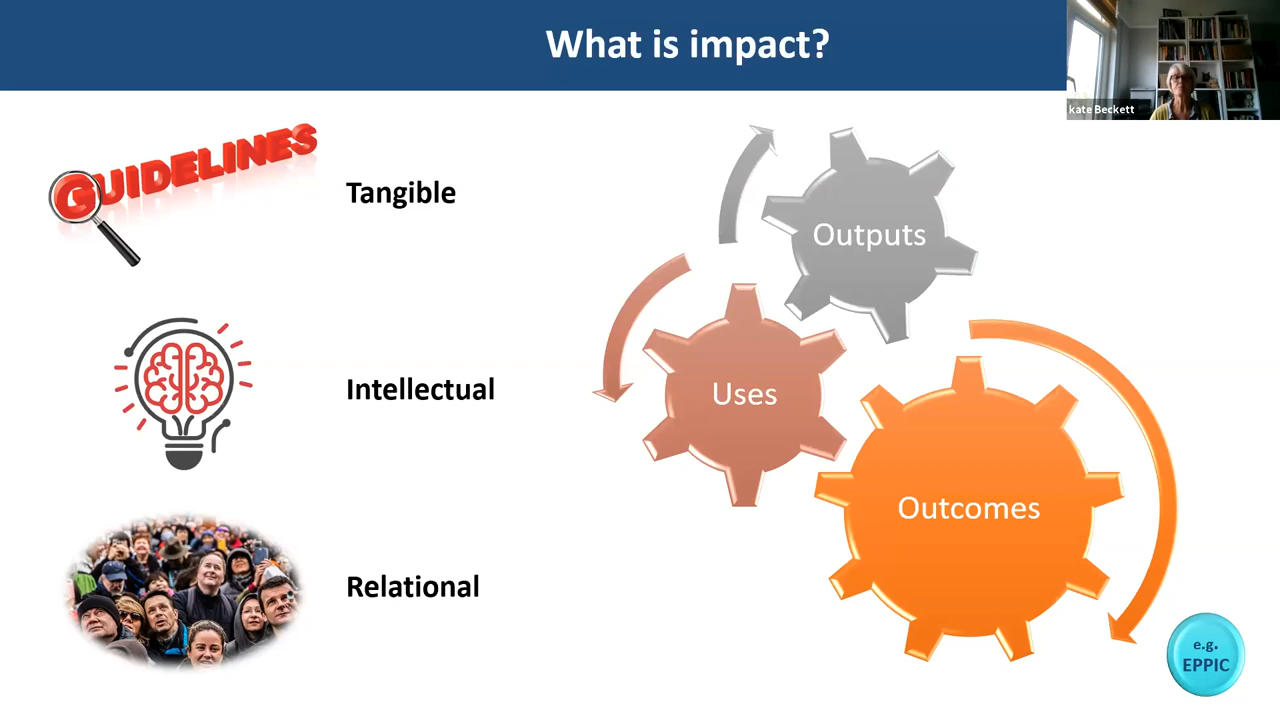 What is impact?
kate Beckett
GUIDELINES
Tangible
Outputs
Intellectual
Uses
Outcomes
Relational
e.g.
EPPIC